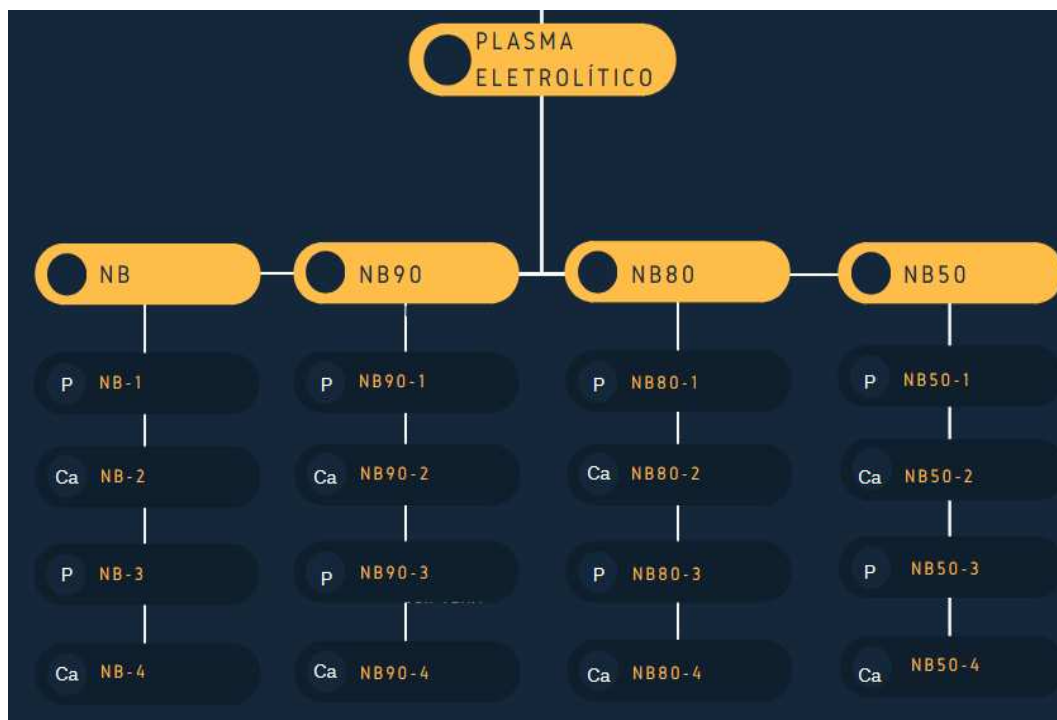 PLASMA
ELETROLÍTICO
NB
NB90
NB80
NB50
P NB-1
P NB90-1
P NB80-1
P NB50-1
Ca NB-2
Ca NB90-2
Ca NB80-2
Ca NB50-2
P NB-3
P NB90-3
P NB80-3
P NB50-3
Ca NB-4
Ca NB90-4
Ca NB80-4
Ca NB50-4